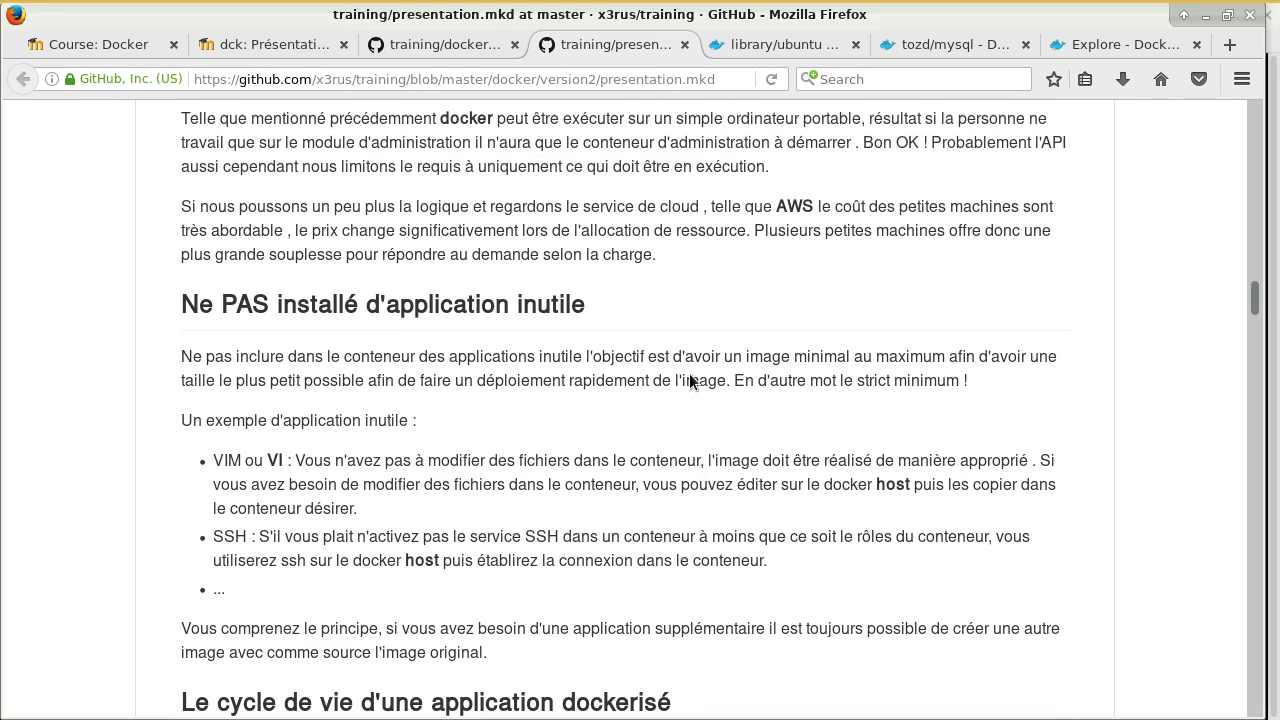 training/presentation.mkd at master · x3rus/training · GitHub - Mozilla Firefox
Course: Docker
dck: Présentati...
training/docker...
training/presen...
library/ubuntu ...
tozd/mysql - D...
Explore - Dock...
GitHub, Inc. (US)
https://github.com/x3rus/training/blob/master/docker/version2/presentation.mkd
Search
Telle que mentionné précédemment docker peut être exécuter sur un simple ordinateur portable, résultat si la personne ne
travail que sur le module d'administration il n'aura que le conteneur d'administration à démarrer . Bon OK ! Probablement l'API
aussi cependant nous limitons le requis à uniquement ce qui doit être en exécution.
Si nous poussons un peu plus la logique et regardons le service de cloud , telle que AWS le coût des petites machines sont
très abordable , le prix change significativement lors de l'allocation de ressource. Plusieurs petites machines offre donc une
plus grande souplesse pour répondre au demande selon la charge.
Ne PAS installé d'application inutile
Ne pas inclure dans le conteneur des applications inutile l'objectif est d'avoir un image minimal au maximum afin d'avoir une
taille le plus petit possible afin de faire un déploiement rapidement de l'image. En d'autre mot le strict minimum !
Un exemple d'application inutile :
• VIM ou VI : Vous n'avez pas à modifier des fichiers dans le conteneur, l'image doit être réalisé de manière approprié . Si
vous avez besoin de modifier des fichiers dans le conteneur, vous pouvez éditer sur le docker host puis les copier dans
le conteneur désirer.
• SSH : S'il vous plait n'activez pas le service SSH dans un conteneur à moins que ce soit le rôles du conteneur, vous
utiliserez ssh sur le docker host puis établirez la connexion dans le conteneur.
• ...
Vous comprenez le principe, si vous avez besoin d'une application supplémentaire il est toujours possible de créer une autre
image avec comme source l'image original.
Le cycle de vie d'une application dockerisé